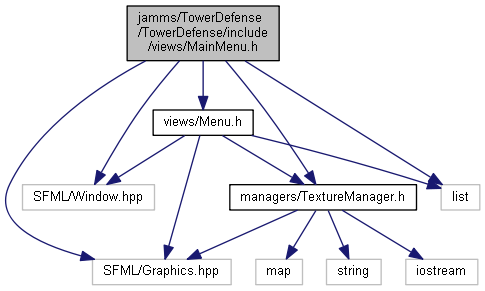 jamms/TowerDefense
/TowerDefense/include
/views/MainMenu.h
views/Menu.h
SFML/Window.hpp
managers/TextureManager.h
list
SFML/Graphics.hpp
map
string
iostream